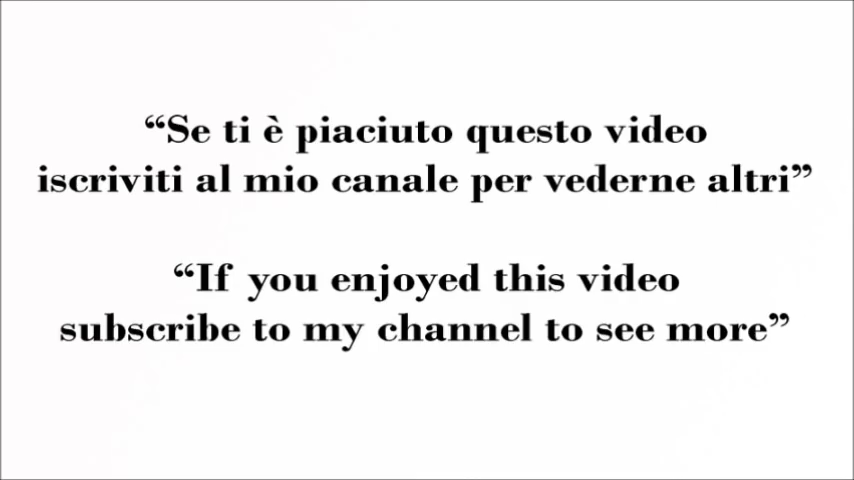 “Se ti è piaciuto questo video
iscriviti al mio canale per vederne altri”
“If you enjoyed this video
subscribe to my channel to see more”